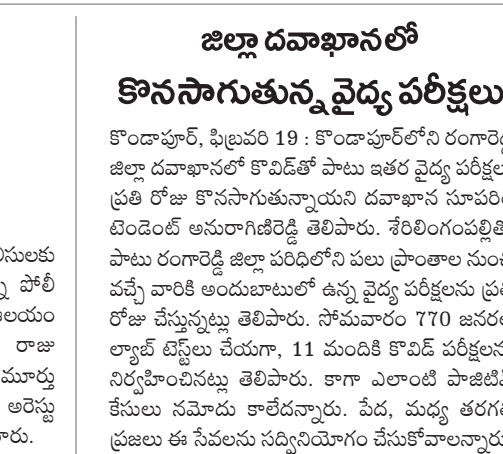 జిల్లా దవాఖానలో
కొనసాగుతున్న వైద్య పరీక్షలు
కొండాపూర్, ఫిబ్రవరి 19 : కొండాపూర్‌లోని రంగారెడ్డి
జిల్లా దవాఖానలో కొవిడ్‌తో పాటు ఇతర వైద్య పరీక్షలు
ప్రతి రోజు కొనసాగుతున్నాయని దవాఖాన సూపరిం
టెండెంట్ అనురాగిణిరెడ్డి తెలిపారు. శేరిలింగంపల్లితో
పాటు రంగారెడ్డి జిల్లా పరిధిలోని పలు ప్రాంతాల నుంచి
వచ్చే వారికి అందుబాటులో ఉన్న వైద్య పరీక్షలను ప్రతి
రోజు చేస్తున్నట్లు తెలిపారు. సోమవారం 770 జనరల్
ల్యాబ్ టెస్ట్‌లు చేయగా, 11 మందికి కొవిడ్ పరీక్షలను
నిర్వహించినట్లు తెలిపారు. కాగా ఎలాంటి పాజిటివ్
కేసులు నమోదు కాలేదన్నారు. పేద, మధ్య తరగతి
ప్రజలు ఈ సేవలను సద్వినియోగం చేసుకోవాలన్నారు.
పోలీ
రాజు
అరెస్టు